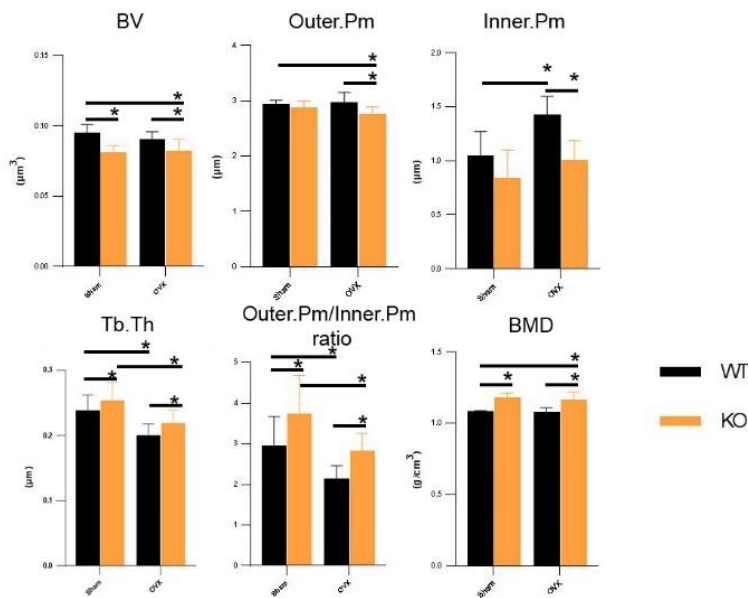 BV
0.15
0.10
0.05
0.00
(μm³)
*
*
*
Sham
OVX
Outer.Pm
4
3
2
1
0
(μm)
*
*
Sham
OVX
Inner.Pm
2.0
1.5
1.0
0.5
0.0
(μm)
*
*
Sham
OVX
Tb.Th
0.3
0.2
0.1
0.0
(μm)
*
*
*
*
Sham
OVX
Outer.Pm/Inner.Pm
ratio
5
4
3
2
1
0
*
*
*
*
Sham
OVX
BMD
1.5
1.0
0.5
0.0
(g/cm³)
*
*
*
Sham
OVX
WT
KO